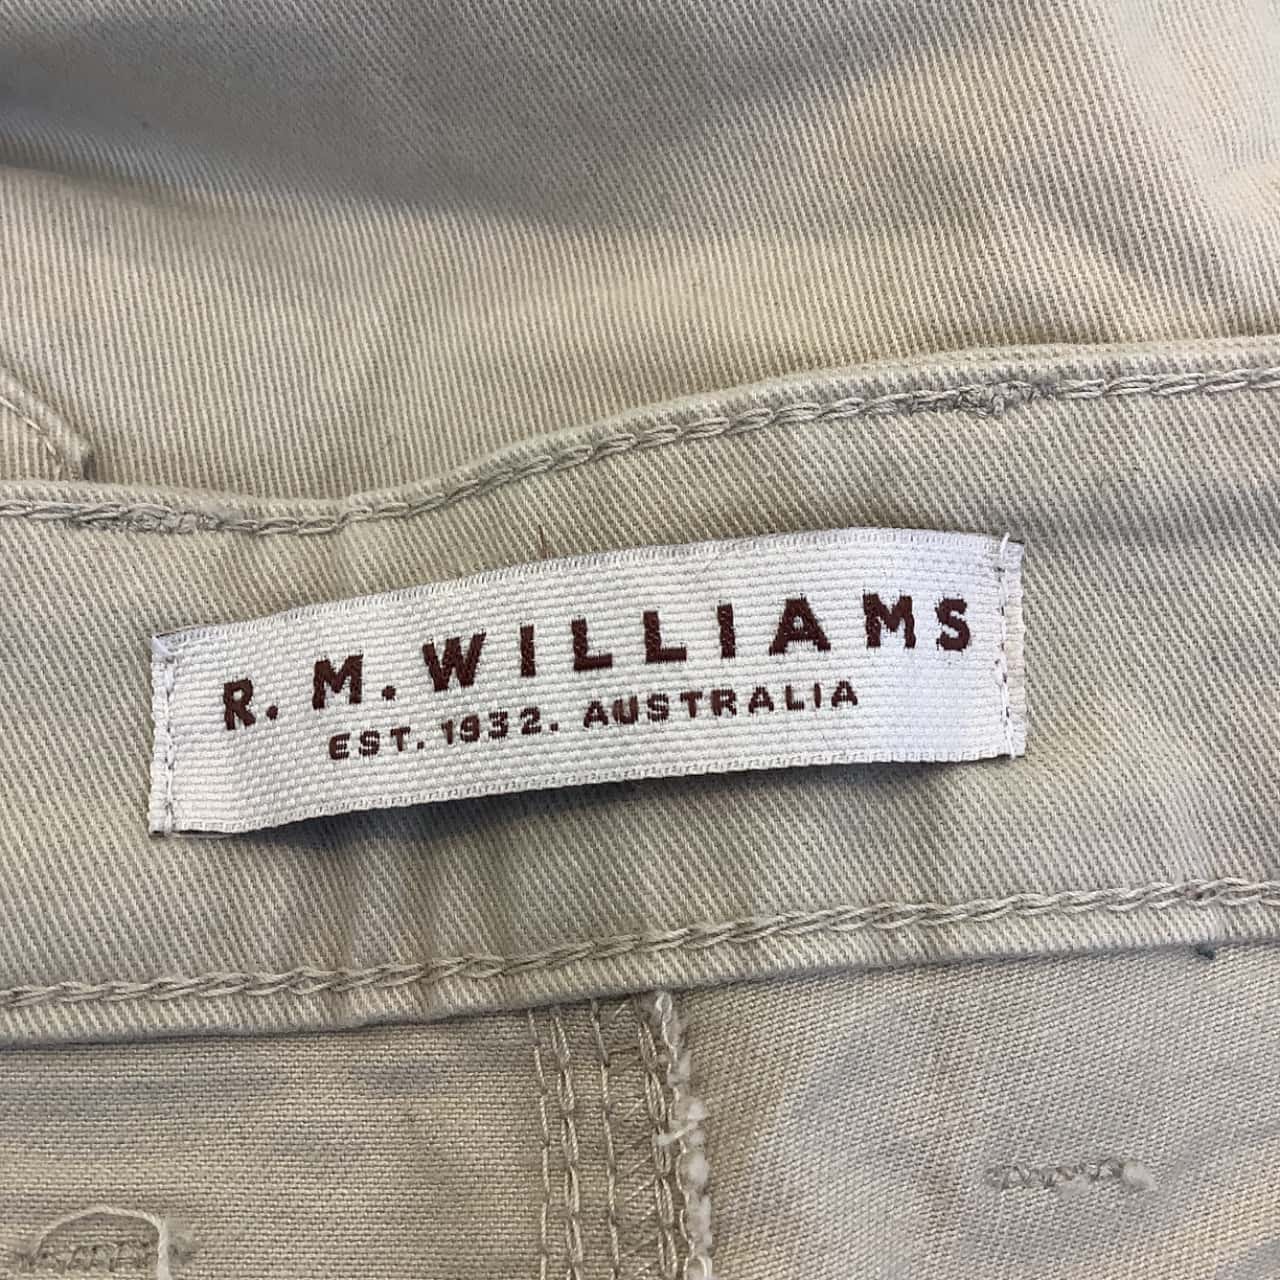 R. M. WILLIAMS
EST. 1932. AUSTRALIA